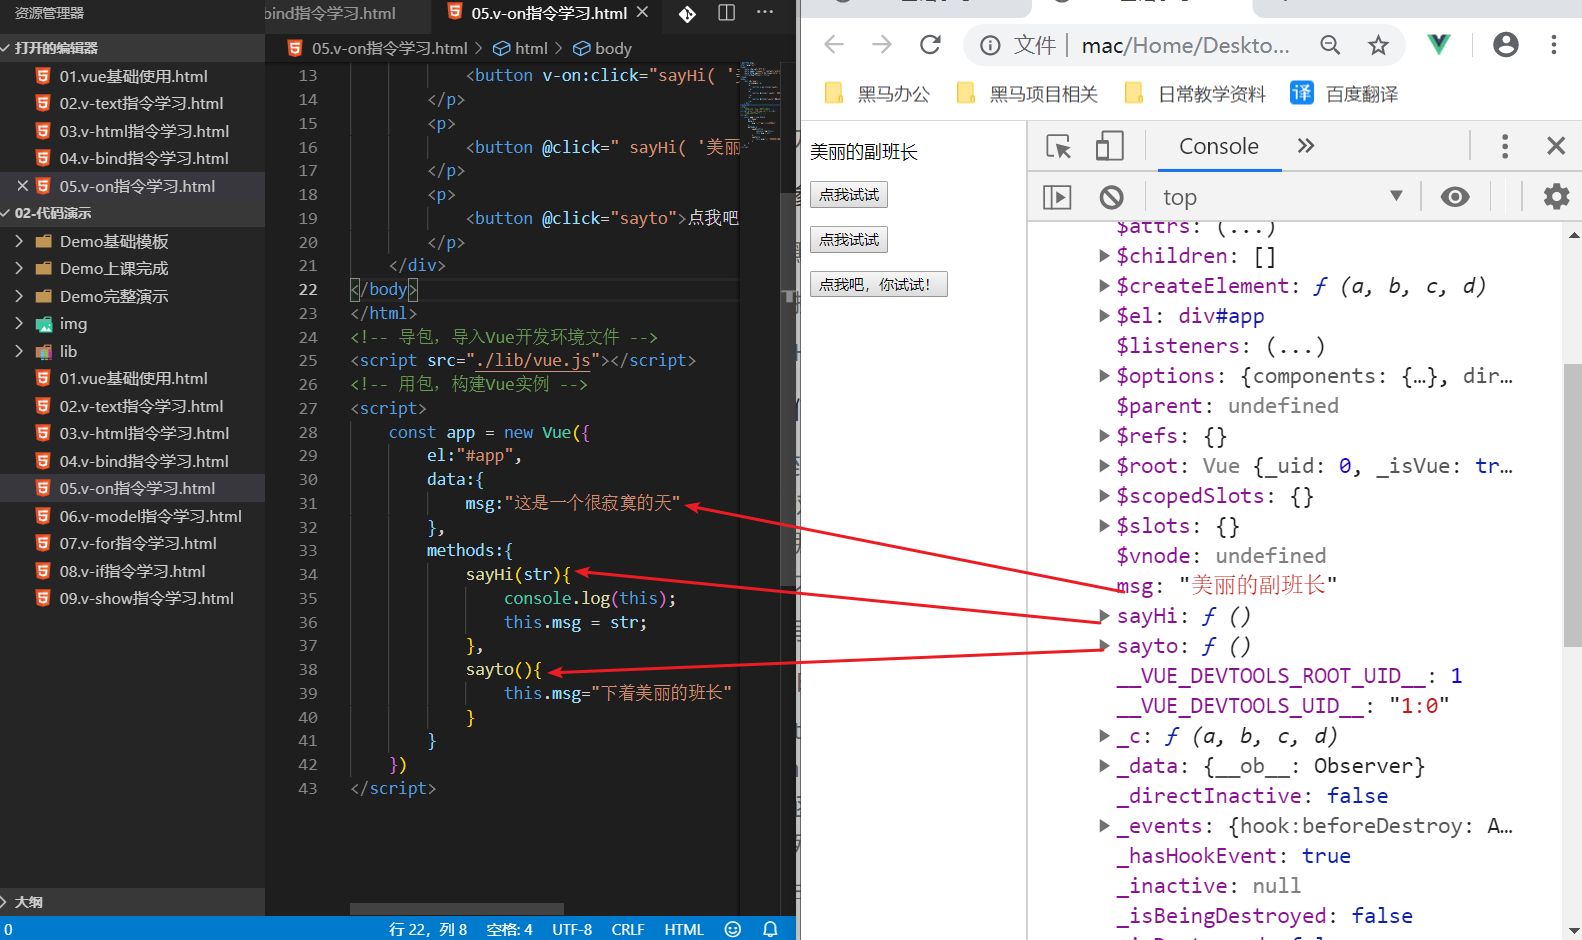 资源管理器
打开的编辑器
01.vue基础使用.html
02.v-text指令学习.html
03.v-html指令学习.html
04.v-bind指令学习.html
05.v-on指令学习.html
02-代码演示
Demo基础模板
Demo上课完成
Demo完整演示
img
lib
01.vue基础使用.html
02.v-text指令学习.html
03.v-html指令学习.html
04.v-bind指令学习.html
05.v-on指令学习.html
06.v-model指令学习.html
07.v-for指令学习.html
08.v-if指令学习.html
09.v-show指令学习.html
大纲
bind指令学习.html
05.v-on指令学习.html
05.v-on指令学习.html > html > body
13 <button v-on:click="sayHi( '
14 </p>
15 <p>
16 <button @click=" sayHi( '美丽
17 </p>
18 <p>
19 <button @click="sayto">点我吧
20 </p>
21 </div>
22 </body>
23 </html>
24 <!-- 导包，导入Vue开发环境文件 -->
25 <script src="./lib/vue.js"></script>
26 <!-- 用包，构建Vue实例 -->
27 <script>
28 const app = new Vue({
29 el:"#app",
30 data:{
31 msg:"这是一个很寂寞的天"
32 },
33 methods:{
34 sayHi(str){
35 console.log(this);
36 this.msg = str;
37 },
38 sayto(){
39 this.msg="下着美丽的班长"
40 }
41 }
42 })
43 </script>
0
行 22，列 8 空格: 4 UTF-8 CRLF HTML
文件 | mac/Home/Deskto...
黑马办公 黑马项目相关 日常教学资料 译 百度翻译
美丽的副班长
点我试试
点我试试
点我吧，你试试！
Console
top
$attrs: (...)
$children: []
$createElement: ƒ (a, b, c, d)
$el: div#app
$listeners: (...)
$options: {components: {…}, dir…
$parent: undefined
$refs: {}
$root: Vue {_uid: 0, _isVue: tr…
$scopedSlots: {}
$slots: {}
$vnode: undefined
msg: "美丽的副班长"
sayHi: ƒ ()
sayto: ƒ ()
__VUE_DEVTOOLS_ROOT_UID__: 1
__VUE_DEVTOOLS_UID__: "1:0"
_c: ƒ (a, b, c, d)
_data: {__ob__: Observer}
_directInactive: false
_events: {hook:beforeDestroy: A…
_hasHookEvent: true
_inactive: null
_isBeingDestroyed: false